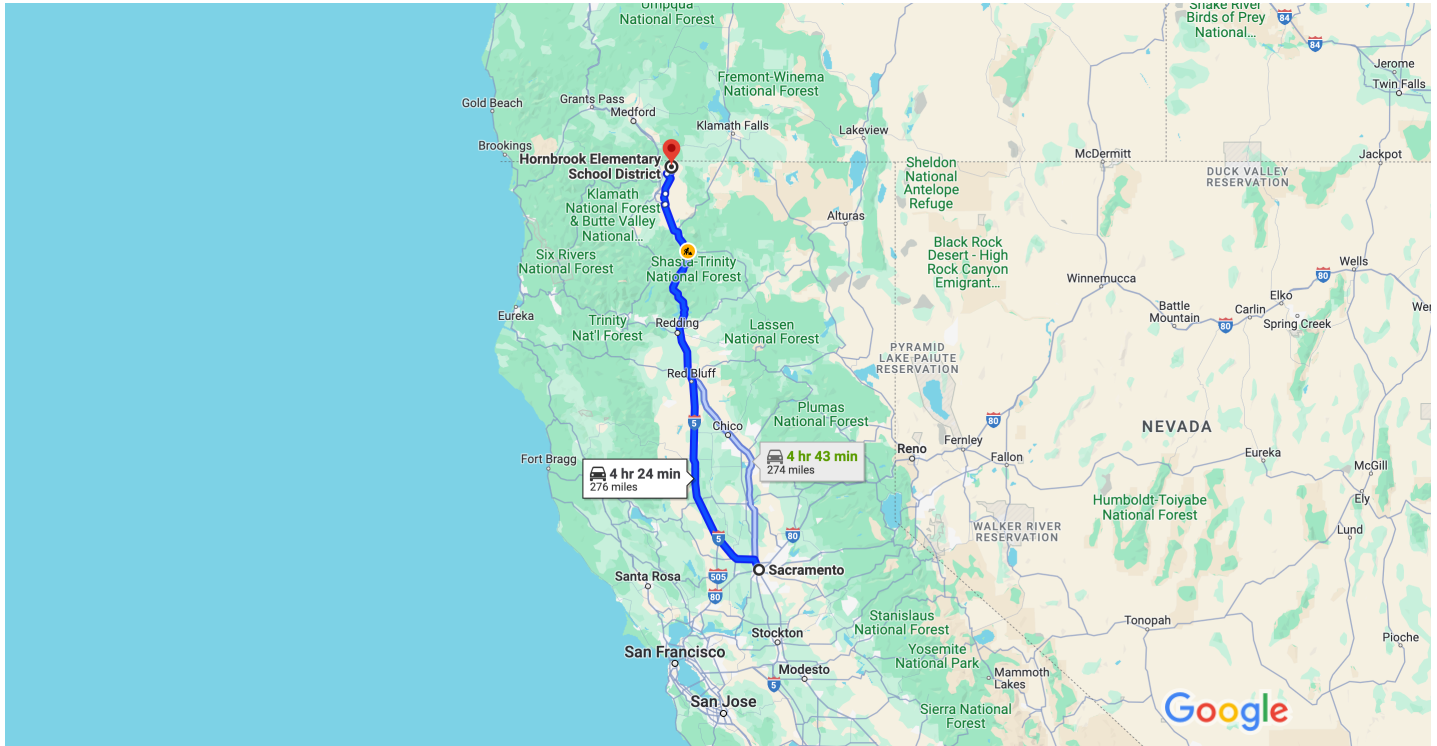 Umpqua
National Forest
Snake River
Birds of Prey
National...
84
84
Fremont-Winema
National Forest
Jerome
Twin Falls
Gold Beach
Grants Pass
Medford
Klamath Falls
Lakeview
Brookings
Hornbrook Elementary
School District
McDermitt
Jackpot
Sheldon
National
Antelope
Refuge
DUCK VALLEY
RESERVATION
Klamath
National Forest
& Butte Valley
National...
Alturas
Six Rivers
National Forest
Shasta-Trinity
National Forest
Black Rock
Desert - High
Rock Canyon
Emigrant...
Winnemucca
Wells
80
Elko
Battle
Mountain
Carlin
Spring Creek
80
Eureka
Trinity
Nat'l Forest
Redding
Lassen
National Forest
PYRAMID
LAKE PAIUTE
RESERVATION
Red Bluff
Plumas
National Forest
5
Chico
80
NEVADA
Reno
Fernley
Fallon
Eureka
McGill
Ely
Fort Bragg
4 hr 24 min
276 miles
4 hr 43 min
274 miles
Humboldt-Toiyabe
National Forest
WALKER RIVER
RESERVATION
Lund
5
80
Sacramento
505
80
Santa Rosa
Stanislaus
National Forest
Tonopah
Pioche
Stockton
San Francisco
Yosemite
National Park
Modesto
5
Mammoth
Lakes
San Jose
Sierra National
Forest
Google